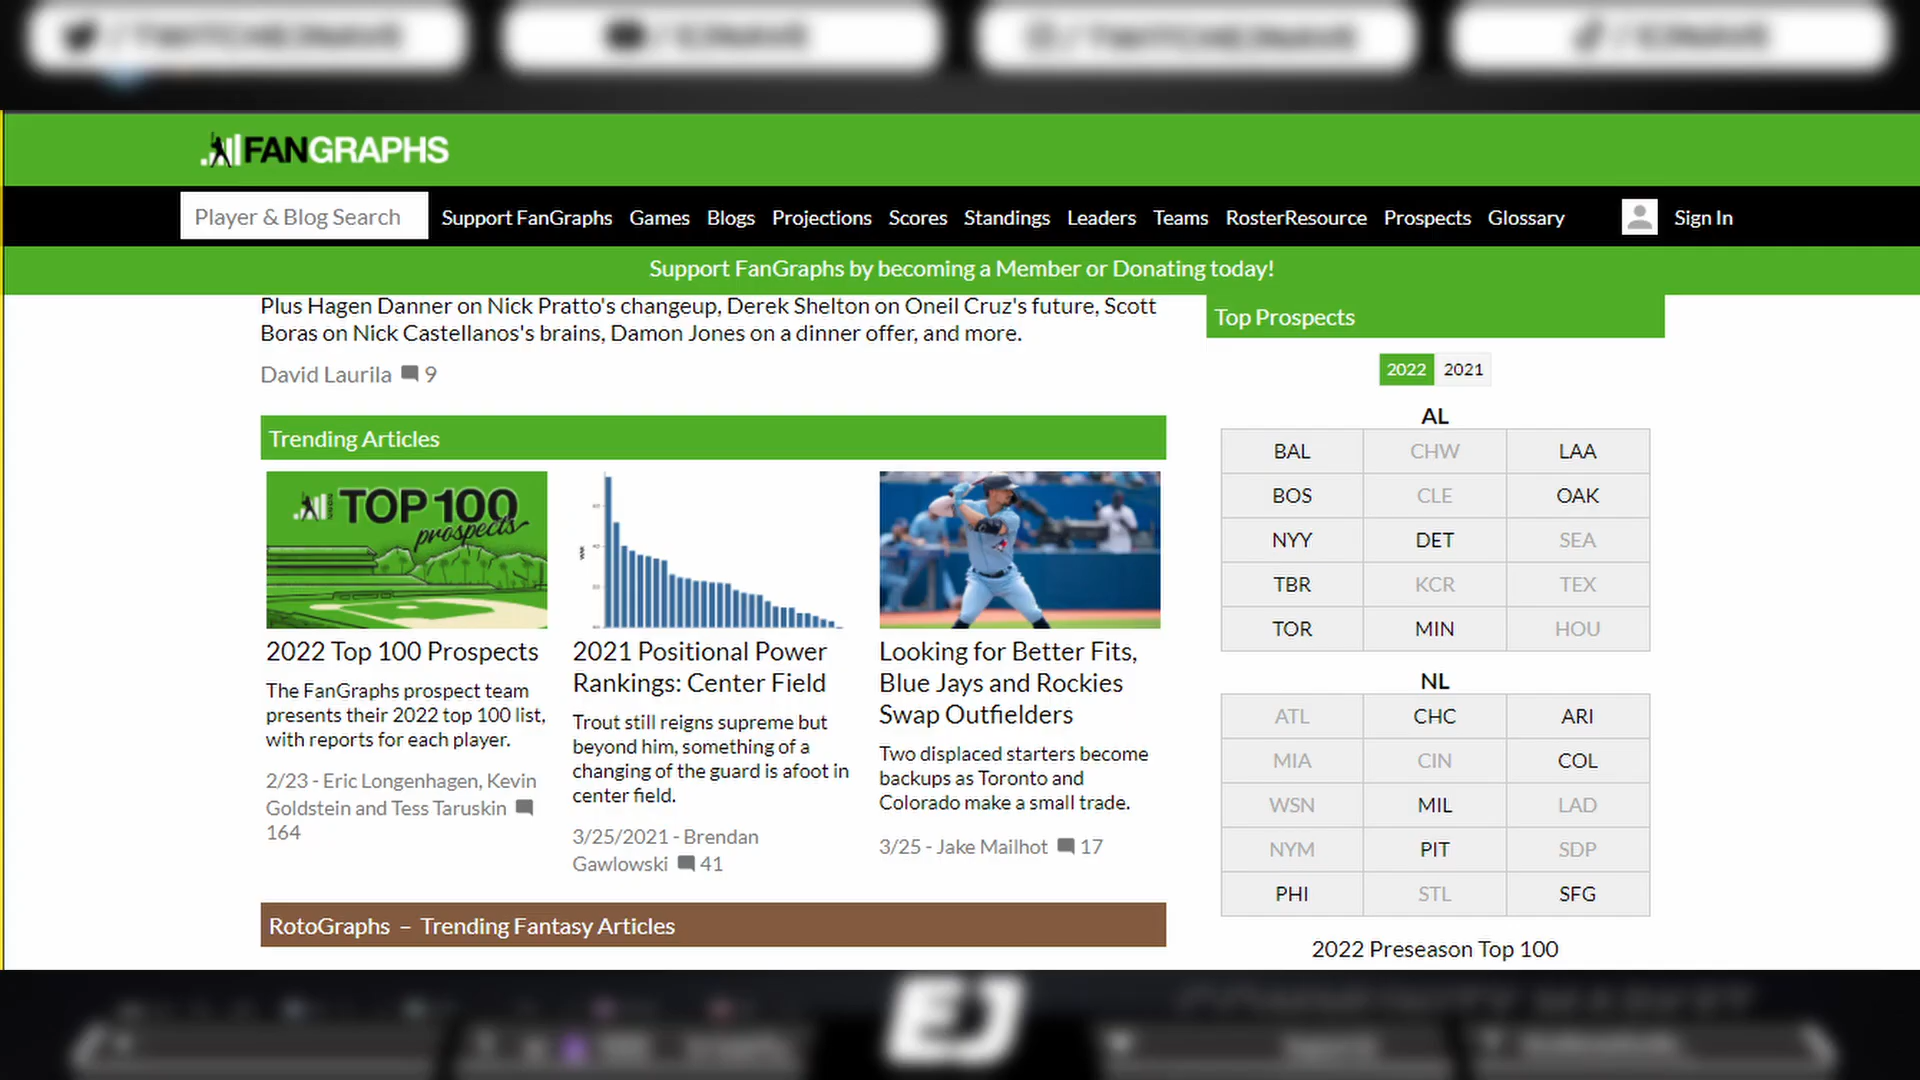 / TWITCHEJNAVE
/ EJNAVE
/ TWITCHEJNAVE
/ EJNAVE
FANGRAPHS
Player & Blog Search
Support FanGraphs
Games
Blogs
Projections
Scores
Standings
Leaders
Teams
RosterResource
Prospects
Glossary
Sign In
Support FanGraphs by becoming a Member or Donating today!
Plus Hagen Danner on Nick Pratto's changeup, Derek Shelton on Oneil Cruz's future, Scott
Boras on Nick Castellanos's brains, Damon Jones on a dinner offer, and more.
David Laurila 9
Trending Articles
TOP 100
prospects
2022 Top 100 Prospects
The FanGraphs prospect team
presents their 2022 top 100 list,
with reports for each player.
2/23 - Eric Longenhagen, Kevin
Goldstein and Tess Taruskin
164
2021 Positional Power
Rankings: Center Field
Trout still reigns supreme but
beyond him, something of a
changing of the guard is afoot in
center field.
3/25/2021 - Brendan
Gawlowski 41
Looking for Better Fits,
Blue Jays and Rockies
Swap Outfielders
Two displaced starters become
backups as Toronto and
Colorado make a small trade.
3/25 - Jake Mailhot 17
RotoGraphs – Trending Fantasy Articles
Top Prospects
2022 2021
AL
BAL CHW LAA
BOS CLE OAK
NYY DET SEA
TBR KCR TEX
TOR MIN HOU
NL
ATL CHC ARI
MIA CIN COL
WSN MIL LAD
NYM PIT SDP
PHI STL SFG
2022 Preseason Top 100
EJ
COMMUNITY MARKET